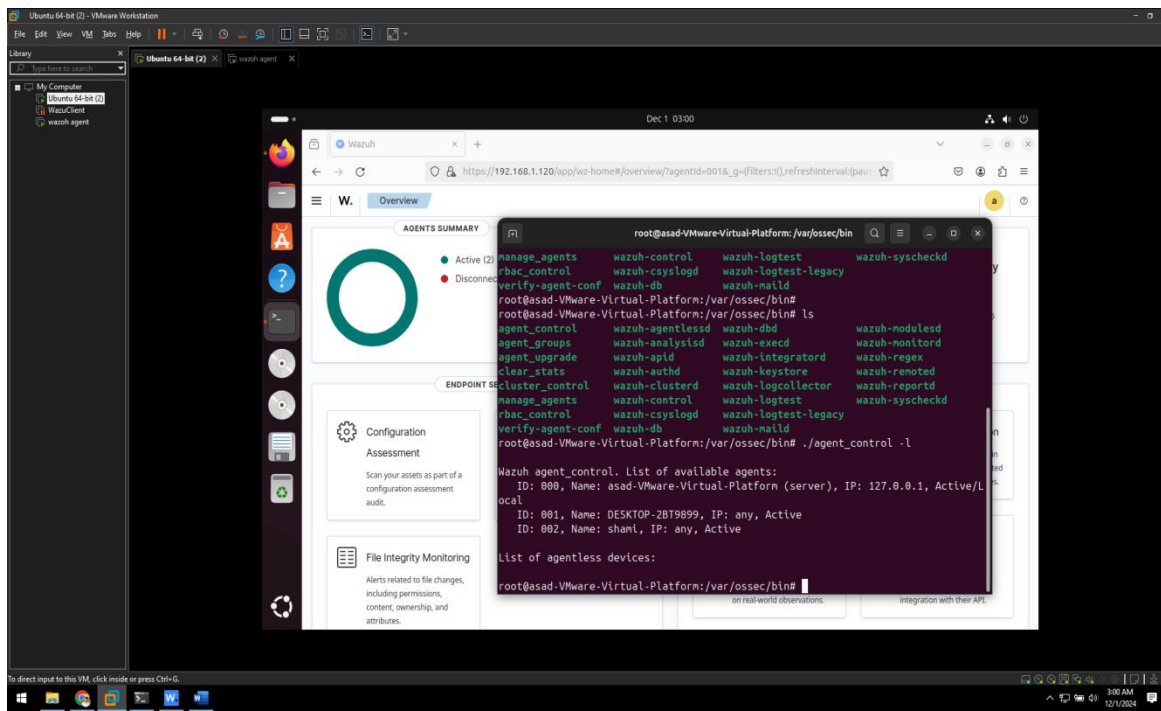 Ubuntu 64-bit (2) - VMware Workstation
File Edit View VM Tabs Help
Library
Type here to search
My Computer
Ubuntu 64-bit (2)
WazuClient
wazoh agent
Ubuntu 64-bit (2)
wazoh agent
Dec 1 03:00
Wazuh
https://192.168.1.120/app/wz-home#/overview/?agentId=001&_g=(filters:!(),refreshInterval:(paus
W. Overview
a
AGENTS SUMMARY
Active (2)
Disconnec
ENDPOINT SE
Configuration
Assessment
Scan your assets as part of a
configuration assessment
audit.
File Integrity Monitoring
Alerts related to file changes,
including permissions,
content, ownership, and
attributes.
root@asad-VMware-Virtual-Platform: /var/ossec/bin
manage_agents wazuh-control wazuh-logtest wazuh-syscheckd
rbac_control wazuh-csyslogd wazuh-logtest-legacy
verify-agent-conf wazuh-db wazuh-maild
root@asad-VMware-Virtual-Platform:/var/ossec/bin#
root@asad-VMware-Virtual-Platform:/var/ossec/bin# ls
agent_control wazuh-agentlessd wazuh-dbd wazuh-modulesd
agent_groups wazuh-analysisd wazuh-execd wazuh-monitord
agent_upgrade wazuh-apid wazuh-integratord wazuh-regex
clear_stats wazuh-authd wazuh-keystore wazuh-remoted
cluster_control wazuh-clusterd wazuh-logcollector wazuh-reportd
manage_agents wazuh-control wazuh-logtest wazuh-syscheckd
rbac_control wazuh-csyslogd wazuh-logtest-legacy
verify-agent-conf wazuh-db wazuh-maild
root@asad-VMware-Virtual-Platform:/var/ossec/bin# ./agent_control -l
Wazuh agent_control. List of available agents:
ID: 000, Name: asad-VMware-Virtual-Platform (server), IP: 127.0.0.1, Active/L
ocal
ID: 001, Name: DESKTOP-2BT9899, IP: any, Active
ID: 002, Name: shami, IP: any, Active
List of agentless devices:
root@asad-VMware-Virtual-Platform:/var/ossec/bin#
on real-world observations.
integration with their API.
To direct input to this VM, click inside or press Ctrl+G.
3:00 AM
12/1/2024